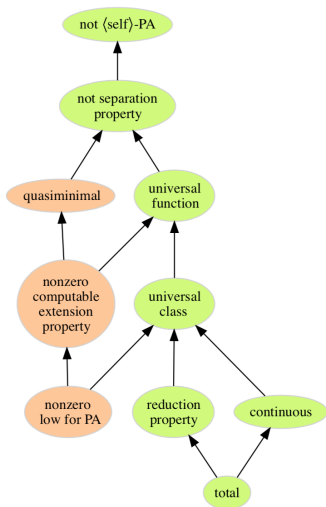 not ⟨self⟩-PA
not separation
property
quasiminimal
universal
function
nonzero
computable
extension
property
universal
class
nonzero
low for PA
reduction
property
continuous
total